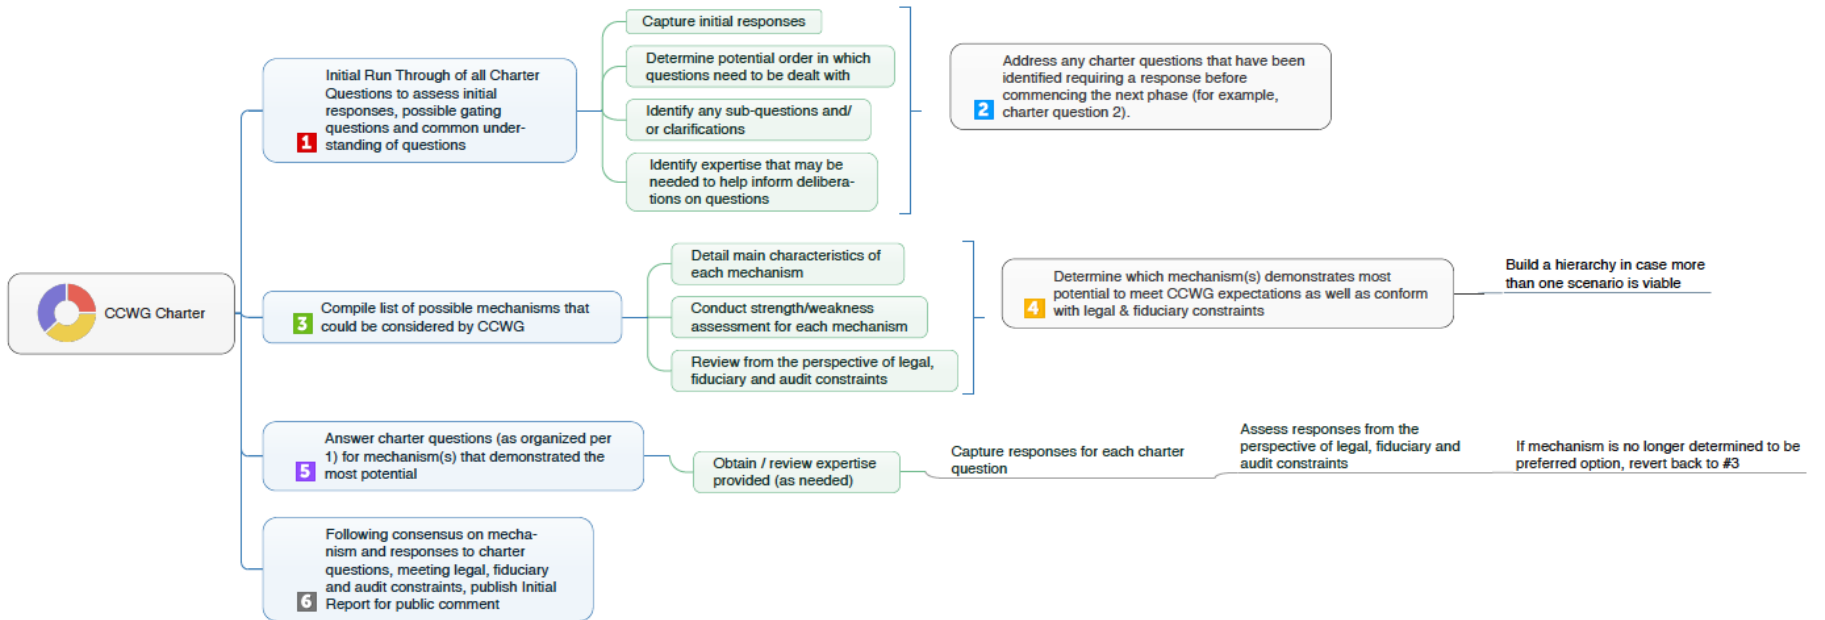 CCWG Charter
Initial Run Through of all Charter
Questions to assess initial
responses, possible gating
questions and common under-
1 standing of questions
Capture initial responses
Determine potential order in which
questions need to be dealt with
Identify any sub-questions and/
or clarifications
Identify expertise that may be
needed to help inform delibera-
tions on questions
Address any charter questions that have been
identified requiring a response before
commencing the next phase (for example,
2 charter question 2).
Compile list of possible mechanisms that
3 could be considered by CCWG
Detail main characteristics of
each mechanism
Conduct strength/weakness
assessment for each mechanism
Review from the perspective of legal,
fiduciary and audit constraints
Determine which mechanism(s) demonstrates most
potential to meet CCWG expectations as well as conform
4 with legal & fiduciary constraints
Build a hierarchy in case more
than one scenario is viable
Answer charter questions (as organized per
1) for mechanism(s) that demonstrated the
5 most potential
Obtain / review expertise
provided (as needed)
Capture responses for each charter
question
Assess responses from the
perspective of legal, fiduciary and
audit constraints
If mechanism is no longer determined to be
preferred option, revert back to #3
Following consensus on mecha-
nism and responses to charter
questions, meeting legal, fiduciary
and audit constraints, publish Initial
6 Report for public comment